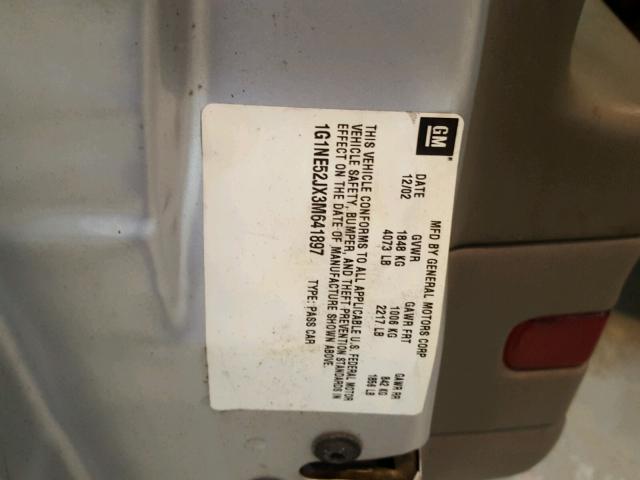 GM
MFD BY GENERAL MOTORS CORP
DATE GVWR GAWR FRT GAWR RR
12/02 1848 KG 1006 KG 842 KG
4073 LB 2217 LB 1856 LB
THIS VEHICLE CONFORMS TO ALL APPLICABLE U.S. FEDERAL MOTOR
VEHICLE SAFETY, BUMPER, AND THEFT PREVENTION STANDARDS IN
EFFECT ON THE DATE OF MANUFACTURE SHOWN ABOVE.
1G1NE52JX3M641897 TYPE: PASS CAR